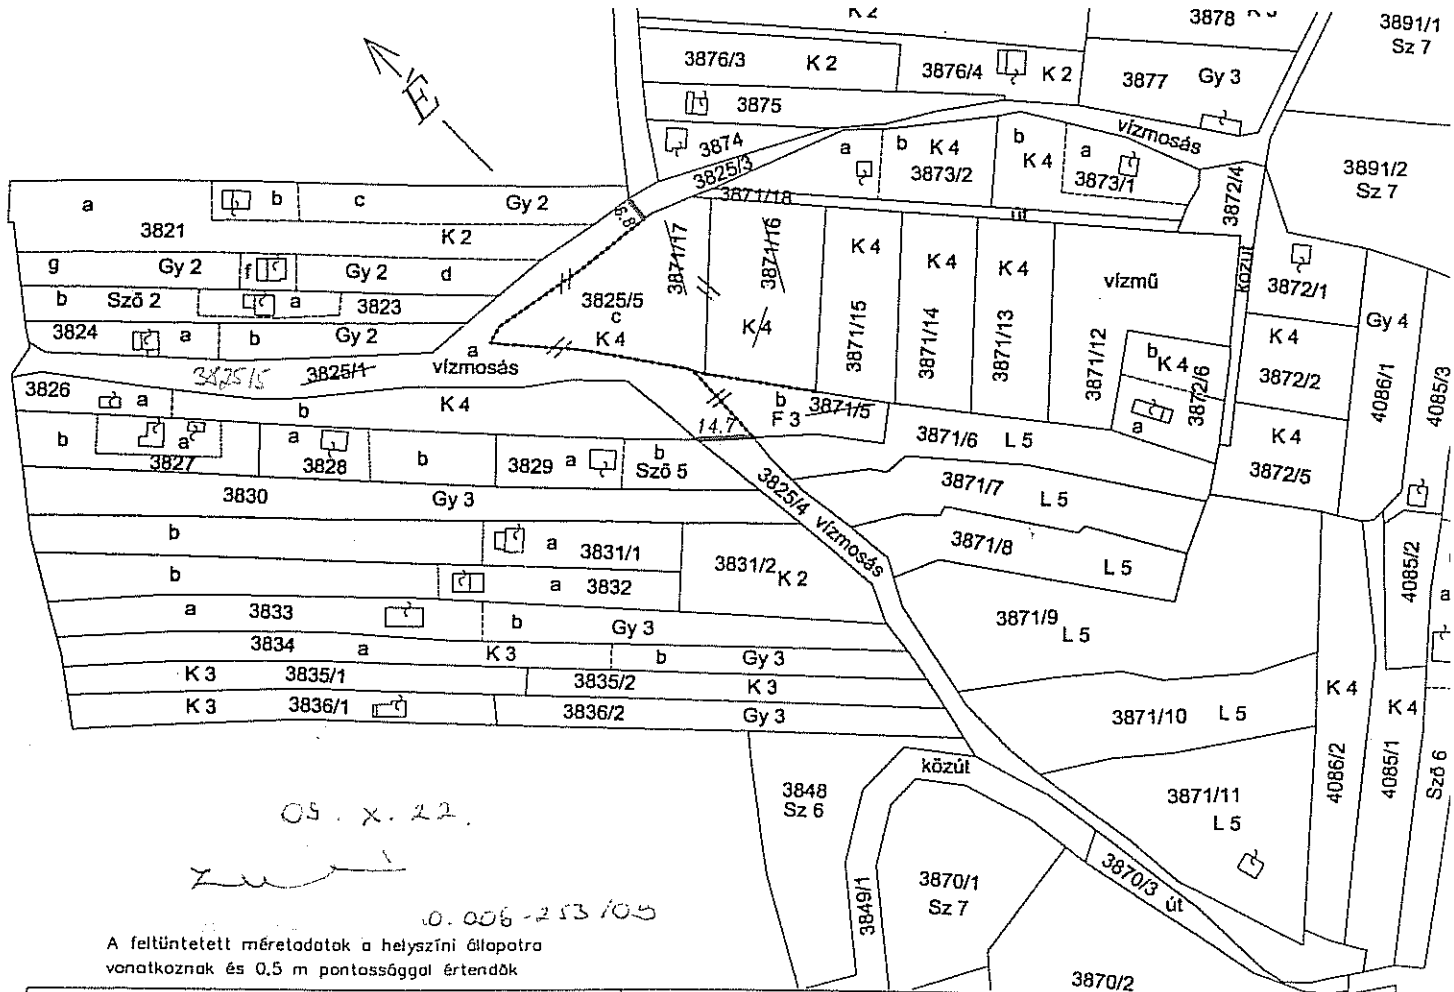 K 2
3878
3891/1
Sz 7
É
3876/3 K 2
3876/4 K 2
3877 Gy 3
3875
vízmosás
3874
3825/3
a
b K 4
3873/2
b
K 4
a
3873/1
3891/2
Sz 7
3872/4
3871/18
út
a b c Gy 2
3821
K 2
6.8
3871/17
3871/16
K 4
K 4
K 4
vízmű
közút
3872/1
g Gy 2 f Gy 2 d
b Sző 2 a 3823
3825/5
c
K 4
K 4
3871/15
3871/14
3871/13
3871/12
b K 4
3872/6
a
K 4
3872/2
Gy 4
4086/1
4085/3
3824 a b Gy 2
a
vízmosás
3825/5
3825/1
3826 a b K 4
b
F 3
3871/5
14.7
3871/6 L 5
K 4
3872/5
b a
3827
a
3828
b
3829 a
b
Sző 5
3830 Gy 3
3825/4 vízmosás
3871/7 L 5
b a 3831/1
3831/2 K 2
3871/8
L 5
b a 3832
4085/2
a
a 3833 b Gy 3
3871/9
L 5
3834 a K 3 b Gy 3
K 3 3835/1 3835/2 K 3
K 3 3836/1 3836/2 Gy 3
3871/10 L 5
K 4
4086/2
K 4
4085/1
Sző 6
közút
3848
Sz 6
3871/11
L 5
09. X. 22.
3849/1
3870/1
Sz 7
3870/3 út
0.006-253/09
A feltüntetett méretadatok a helyszíni állapotra
vonatkoznak és 0,5 m pontossággal értendők
3870/2